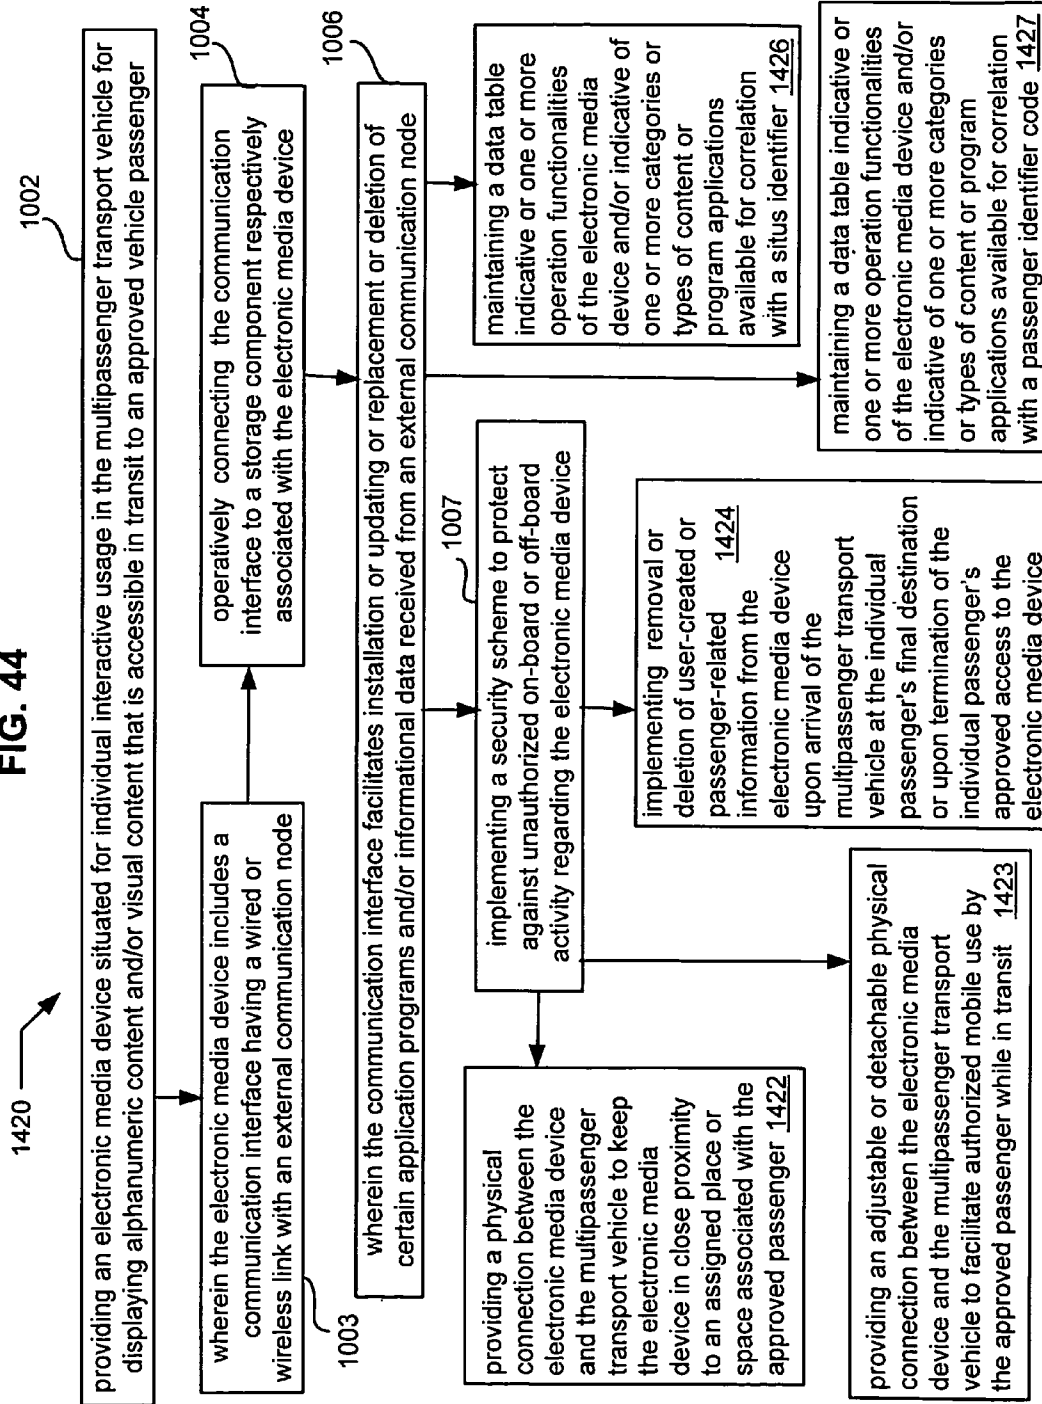 FIG. 44
1420
1002
providing an electronic media device situated for individual interactive usage in the multipassenger transport vehicle for
displaying alphanumeric content and/or visual content that is accessible in transit to an approved vehicle passenger
wherein the electronic media device includes a
communication interface having a wired or
wireless link with an external communication node
1003
operatively connecting the communication
interface to a storage component respectively
associated with the electronic media device
1004
wherein the communication interface facilitates installation or updating or replacement or deletion of
certain application programs and/or informational data received from an external communication node
1006
implementing a security scheme to protect
against unauthorized on-board or off-board
activity regarding the electronic media device
1007
providing a physical
connection between the
electronic media device
and the multipassenger
transport vehicle to keep
the electronic media
device in close proximity
to an assigned place or
space associated with the
approved passenger 1422
providing an adjustable or detachable physical
connection between the electronic media
device and the multipassenger transport
vehicle to facilitate authorized mobile use by
the approved passenger while in transit 1423
implementing removal or
deletion of user-created or
passenger-related 1424
information from the
electronic media device
upon arrival of the
multipassenger transport
vehicle at the individual
passenger's final destination
or upon termination of the
individual passenger's
approved access to the
electronic media device
maintaining a data table
indicative or one or more
operation functionalities
of the electronic media
device and/or indicative of
one or more categories or
types of content or
program applications
available for correlation
with a situs identifier 1426
maintaining a data table indicative or
one or more operation functionalities
of the electronic media device and/or
indicative of one or more categories
or types of content or program
applications available for correlation
with a passenger identifier code 1427